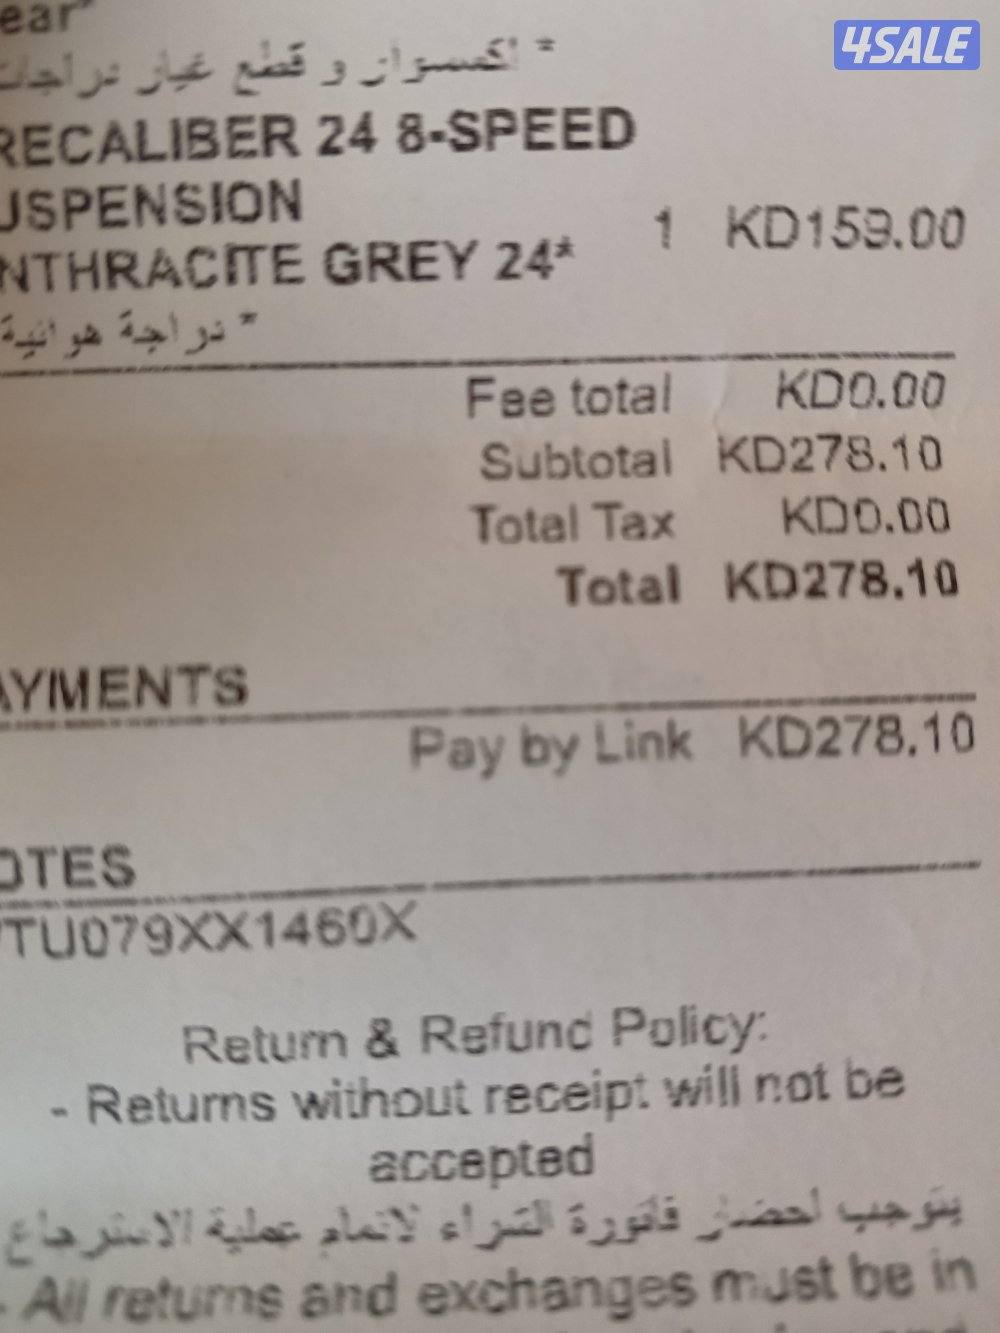 4SALE
ear*
* اكسسوار و قطع غيار دراجات
RECALIBER 24 8-SPEED
USPENSION
NTHRACITE GREY 24*
1 KD159.00
* دراجة هوائية
Fee total KD0.00
Subtotal KD278.10
Total Tax KD0.00
Total KD278.10
AYMENTS
Pay by Link KD278.10
OTES
TU079XX1460X
Return & Refund Policy:
- Returns without receipt will not be
accepted
يتوجب احضار فاتورة الشراء لاتمام عملية الاسترجاع
- All returns and exchanges must be in